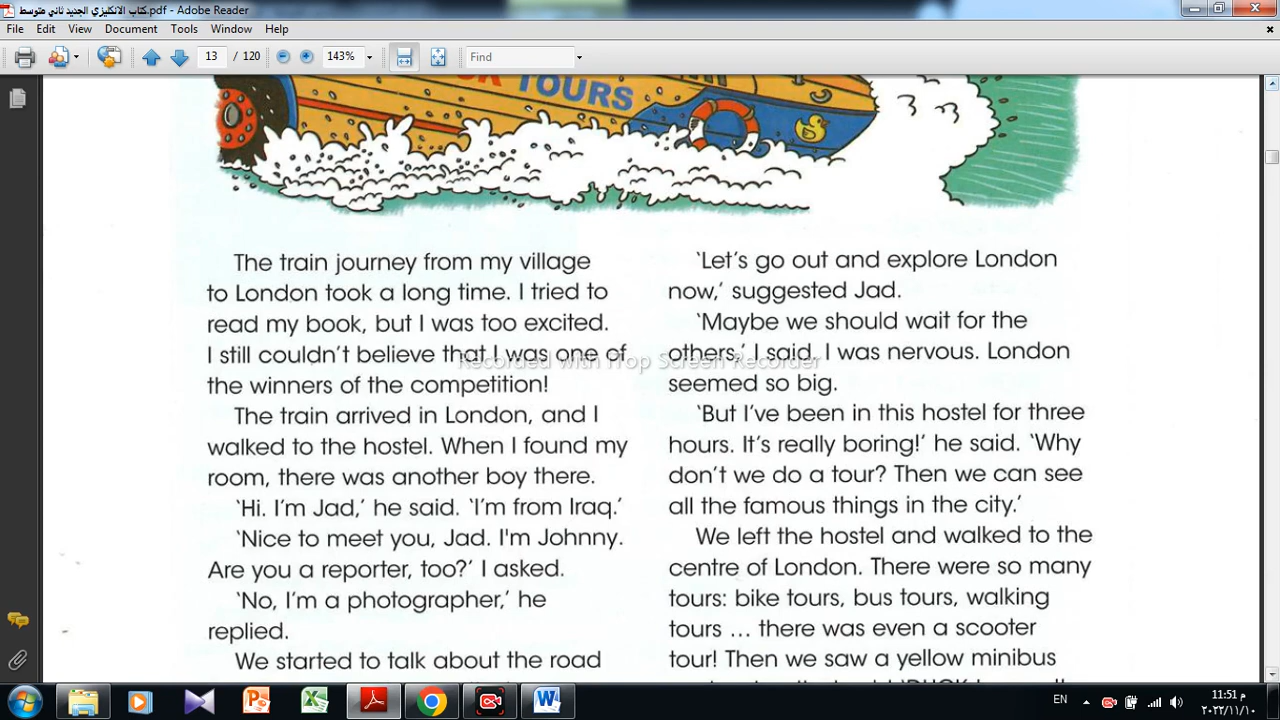 كتاب الانكليزي الجديد ثاني متوسط.pdf - Adobe Reader
File Edit View Document Tools Window Help
13 / 120 143% Find
TOURS
The train journey from my village
to London took a long time. I tried to
read my book, but I was too excited.
I still couldn't believe that I was one of
the winners of the competition!
The train arrived in London, and I
walked to the hostel. When I found my
room, there was another boy there.
'Hi. I'm Jad,' he said. 'I'm from Iraq.'
'Nice to meet you, Jad. I'm Johnny.
Are you a reporter, too?' I asked.
'No, I'm a photographer,' he
replied.
We started to talk about the road
'Let's go out and explore London
now,' suggested Jad.
'Maybe we should wait for the
others,' I said. I was nervous. London
seemed so big.
'But I've been in this hostel for three
hours. It's really boring!' he said. 'Why
don't we do a tour? Then we can see
all the famous things in the city.'
We left the hostel and walked to the
centre of London. There were so many
tours: bike tours, bus tours, walking
tours … there was even a scooter
tour! Then we saw a yellow minibus
Recorded with iTop Screen Recorder
EN
11:51 م
٢٠٢٢/١١/١٠